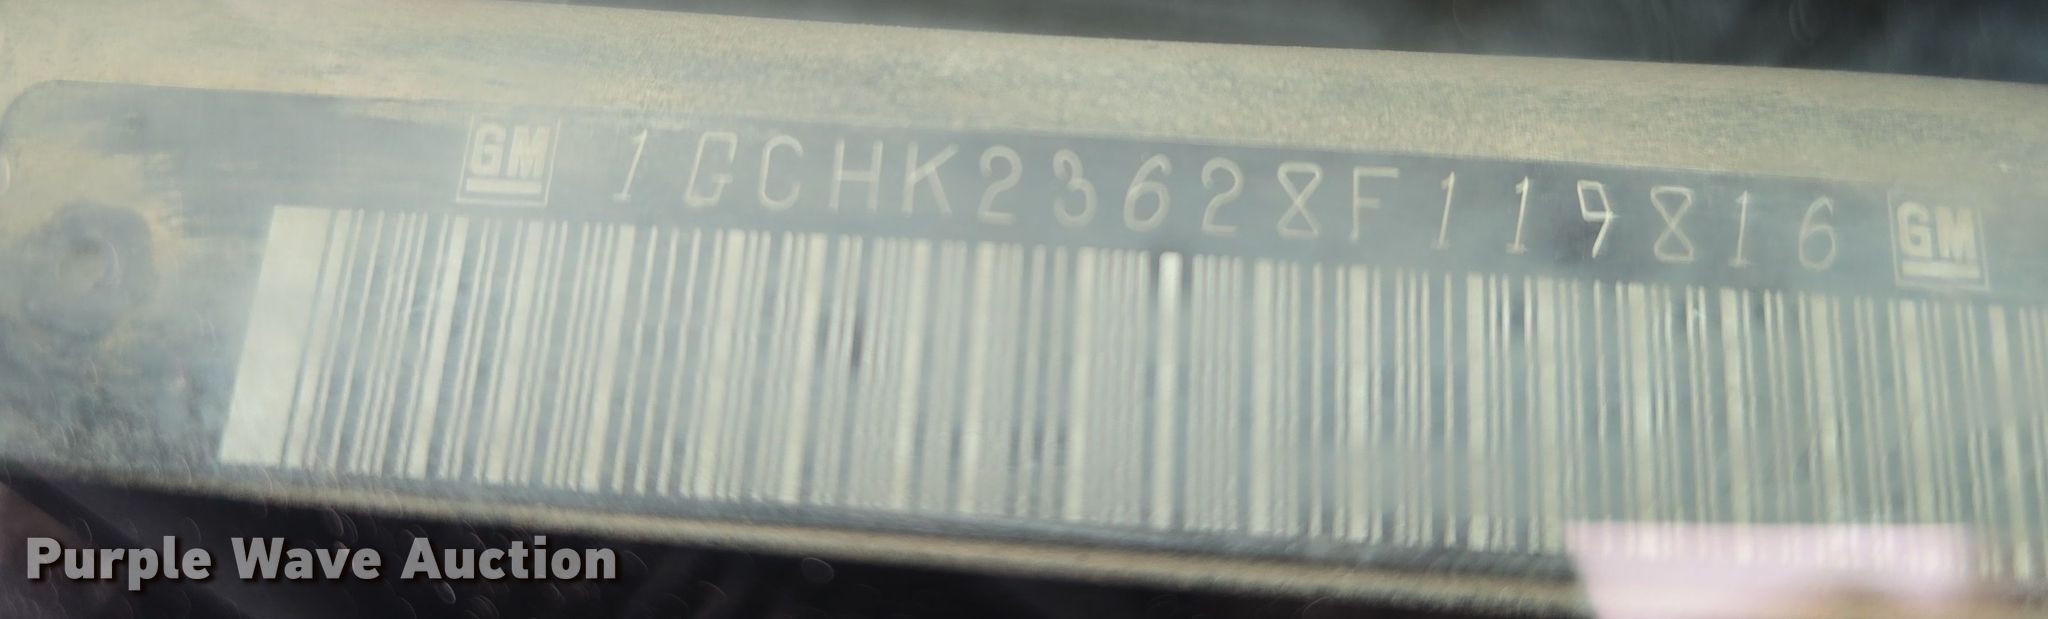 GM 1GCHK23628F119816 GM
Purple Wave Auction